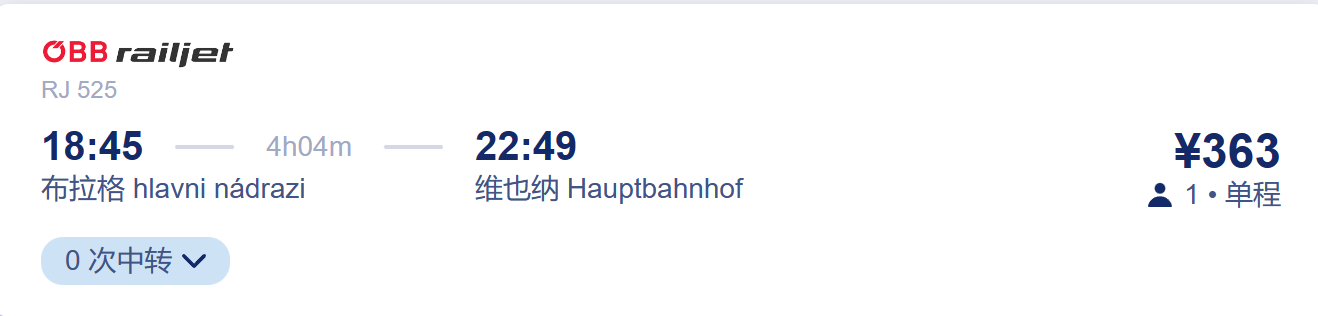 ÖBB railjet
RJ 525
18:45 4h04m 22:49 ¥363
布拉格 hlavni nádrazi 维也纳 Hauptbahnhof 1 • 单程
0 次中转